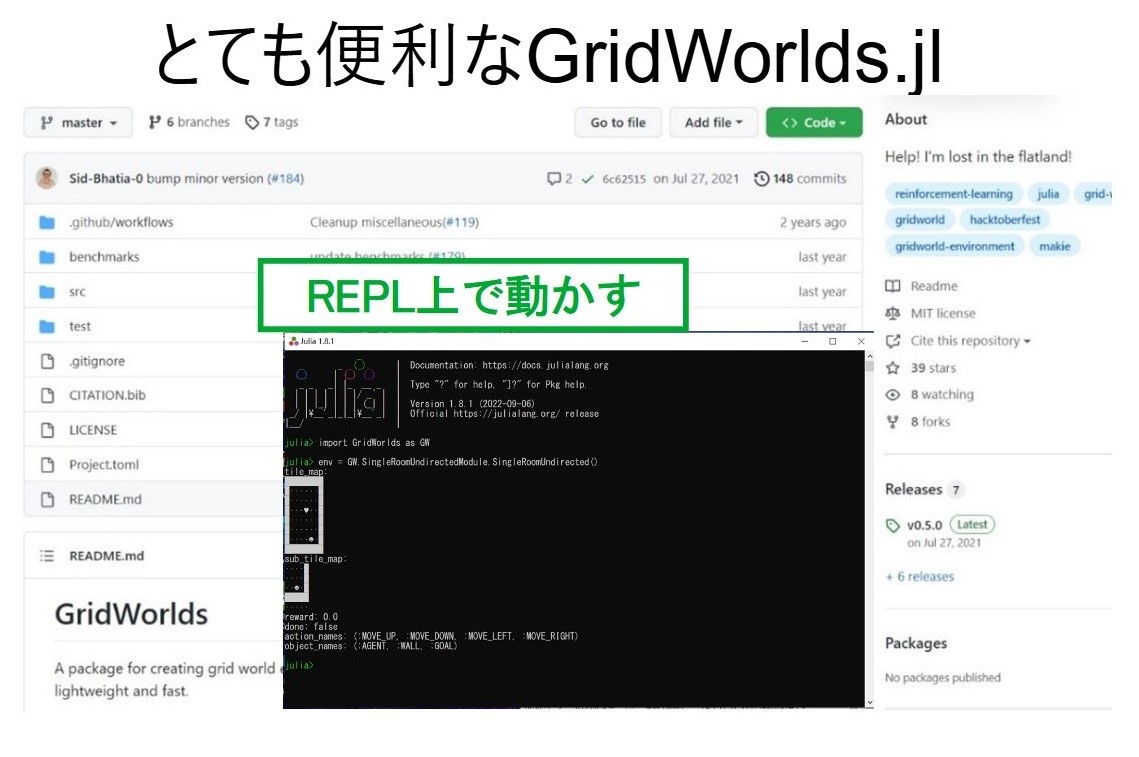 とても便利なGridWorlds.jl
master
6 branches
7 tags
Go to file
Add file
<> Code
Sid-Bhatia-0 bump minor version (#184)
2
6c62515 on Jul 27, 2021
148 commits
.github/workflows
Cleanup miscellaneous(#119)
2 years ago
benchmarks
update benchmarks (#179)
last year
src
last year
test
last year
.gitignore
CITATION.bib
LICENSE
Project.toml
README.md
REPL上で動かす
Julia 1.8.1
Documentation: https://docs.julialang.org
Type "?" for help, "]?" for Pkg help.
Version 1.8.1 (2022-09-06)
Official https://julialang.org/ release
julia> import GridWorlds as GW
julia> env = GW.SingleRoomUndirectedModule.SingleRoomUndirected()
tile_map:
sub_tile_map:
reward: 0.0
done: false
action_names: (:MOVE_UP, :MOVE_DOWN, :MOVE_LEFT, :MOVE_RIGHT)
object_names: (:AGENT, :WALL, :GOAL)
julia>
README.md
GridWorlds
A package for creating grid world
lightweight and fast.
About
Help! I'm lost in the flatland!
reinforcement-learning
julia
grid-
gridworld
hacktoberfest
gridworld-environment
makie
Readme
MIT license
Cite this repository
39 stars
8 watching
8 forks
Releases 7
v0.5.0 Latest
on Jul 27, 2021
+ 6 releases
Packages
No packages published